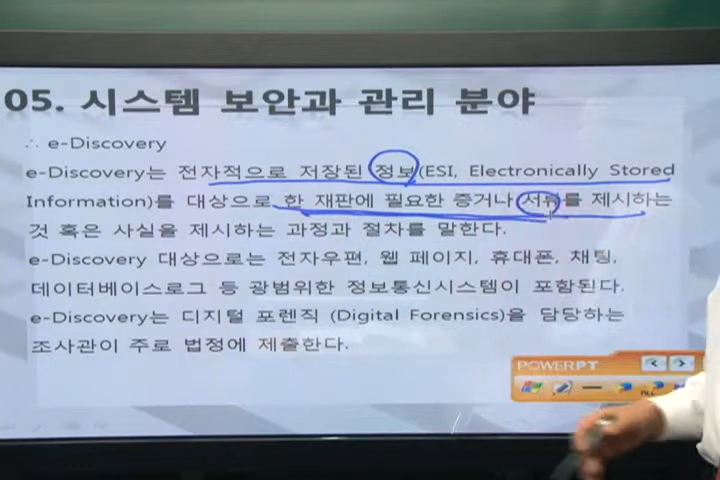 05. 시스템 보안과 관리 분야
∴ e-Discovery
e-Discovery는 전자적으로 저장된 정보(ESI, Electronically Stored
Information)를 대상으로 한 재판에 필요한 증거나 서류를 제시하는
것 혹은 사실을 제시하는 과정과 절차를 말한다.
e-Discovery 대상으로는 전자우편, 웹 페이지, 휴대폰, 채팅,
데이터베이스로그 등 광범위한 정보통신시스템이 포함된다.
e-Discovery는 디지털 포렌직 (Digital Forensics)을 담당하는
조사관이 주로 법정에 제출한다.
POWERPT